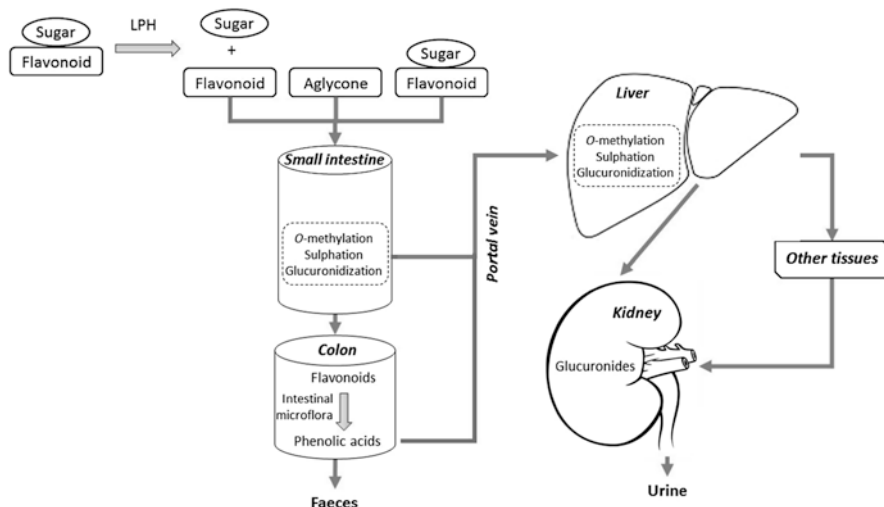 Sugar
Flavonoid
LPH
Sugar
+
Flavonoid
Aglycone
Sugar
Flavonoid
Small intestine
O-methylation
Sulphation
Glucuronidization
Colon
Flavonoids
Intestinal
microflora
Phenolic acids
Faeces
Portal vein
Liver
O-methylation
Sulphation
Glucuronidization
Other tissues
Kidney
Glucuronides
Urine